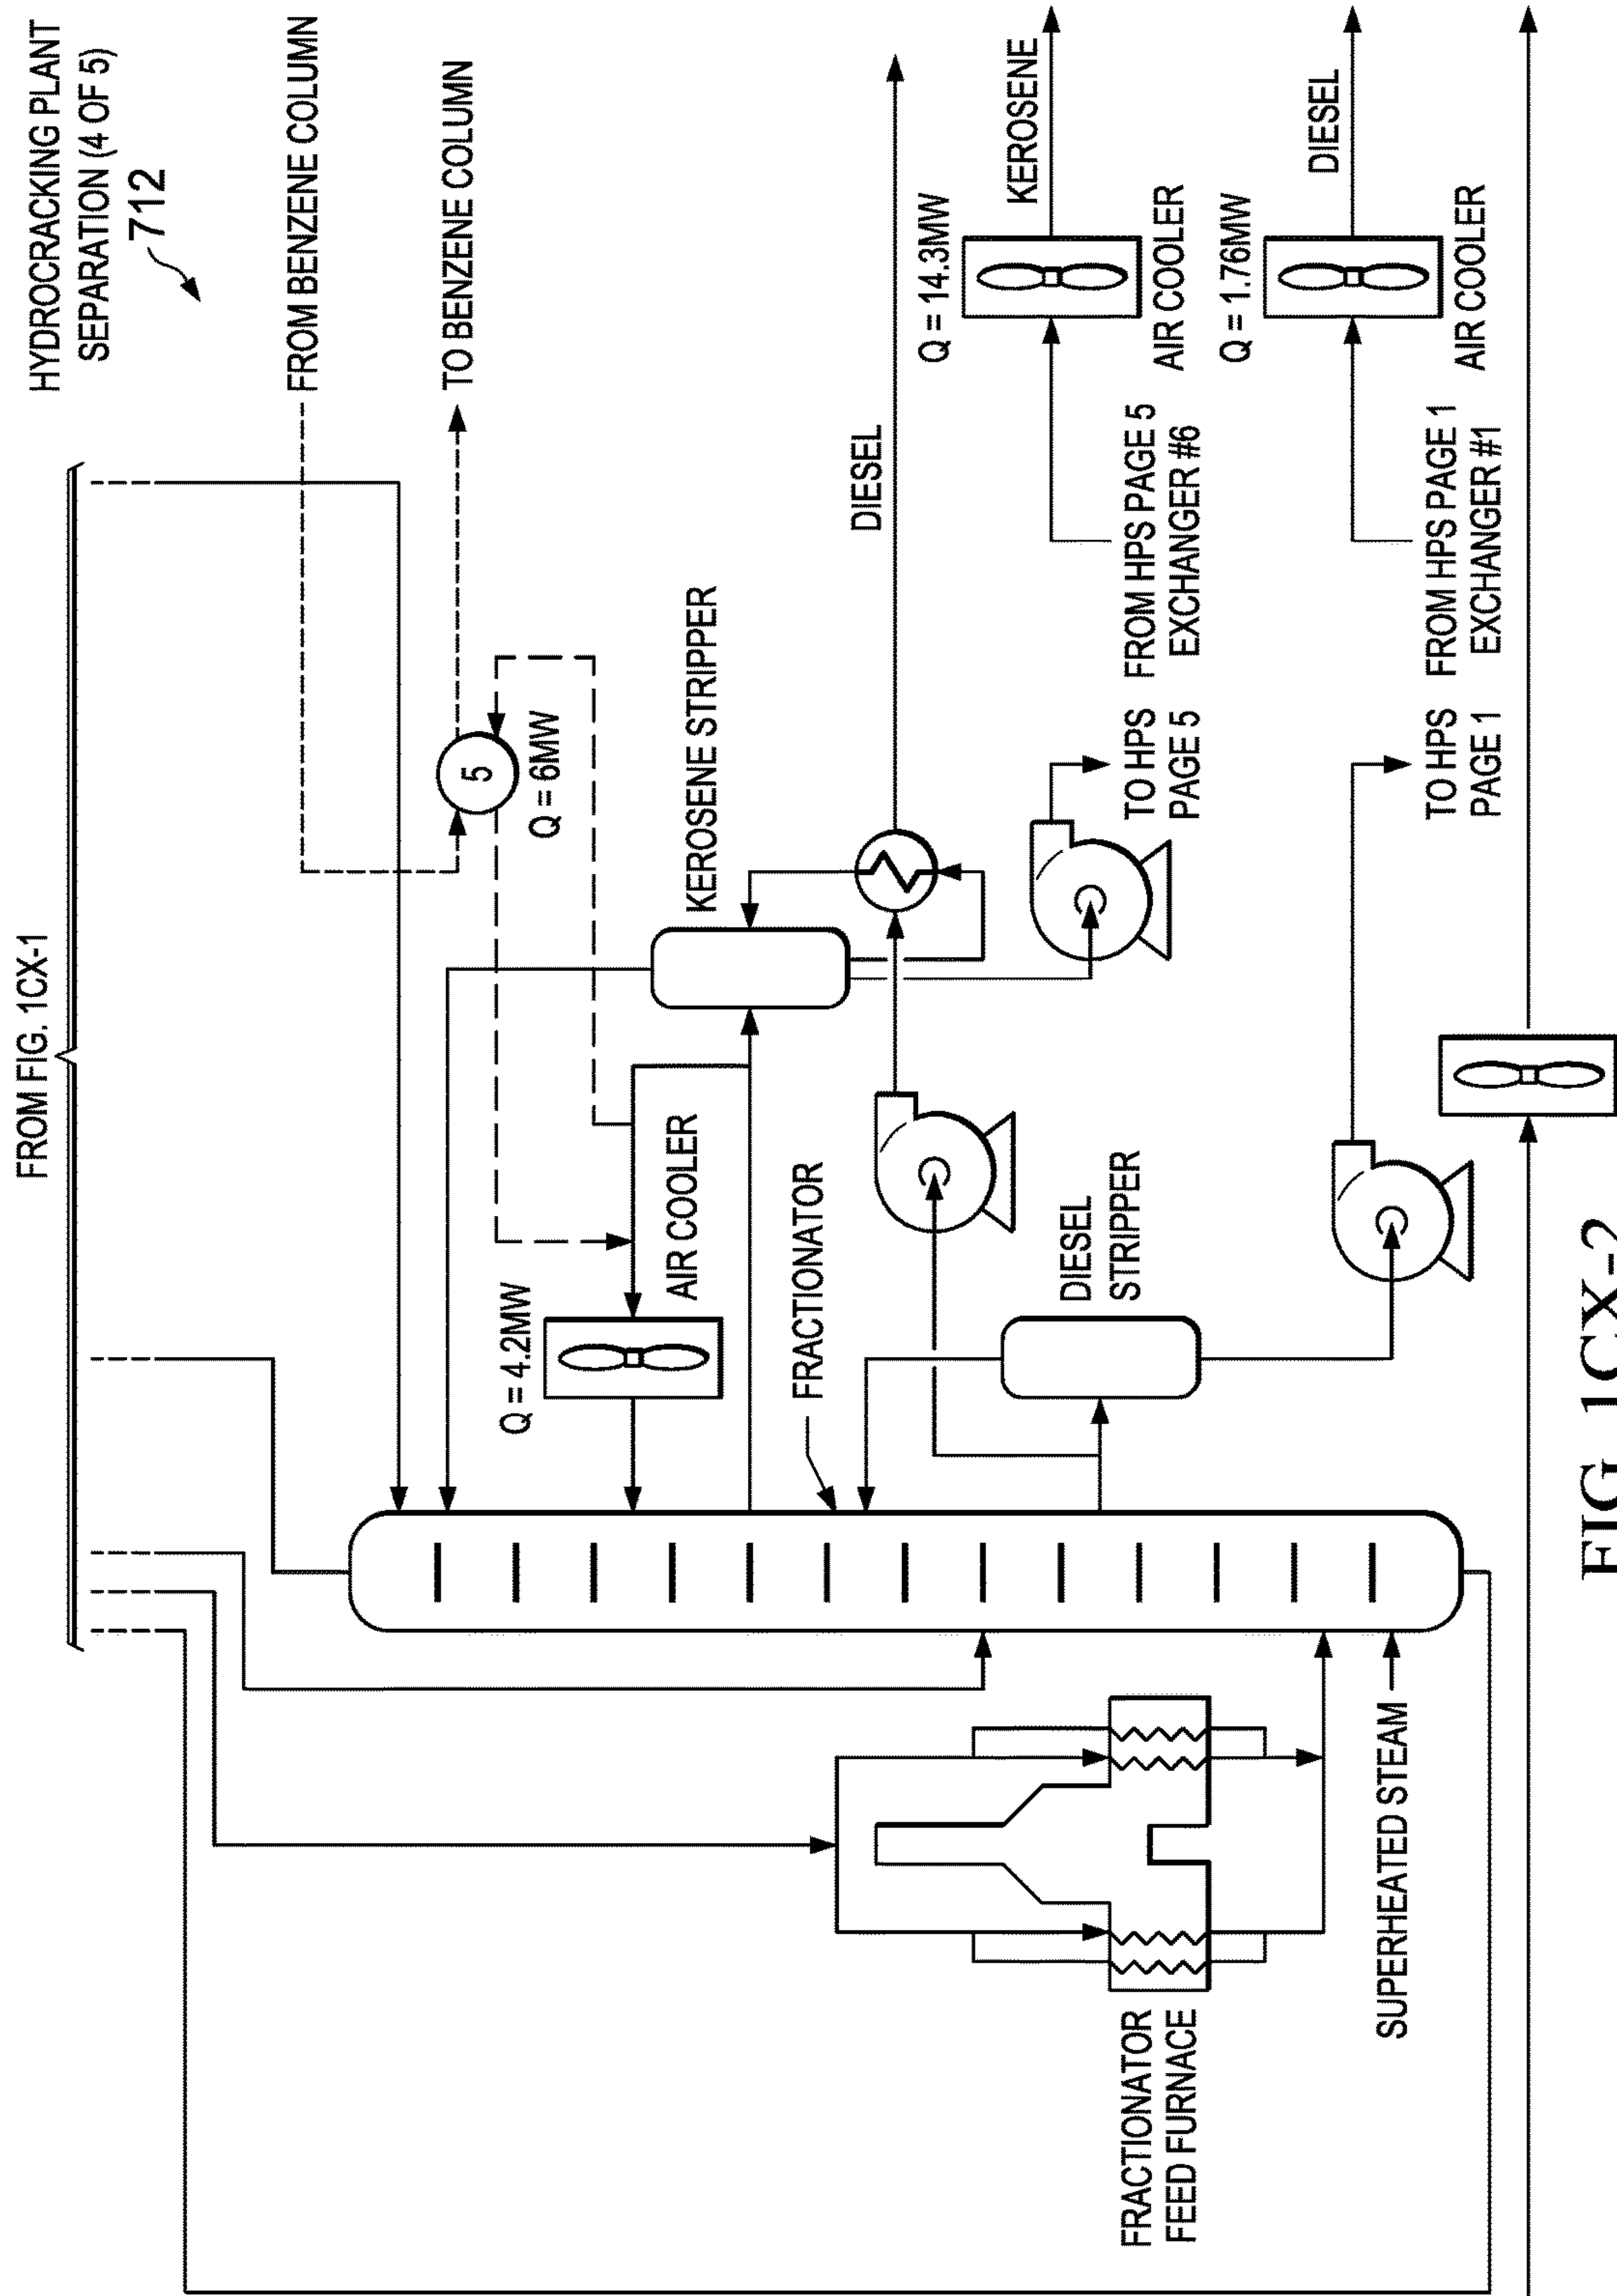 HYDROCRACKING PLANT
SEPARATION (4 OF 5)
712
FROM FIG. 1CX-1
FROM BENZENE COLUMN
TO BENZENE COLUMN
5
Q = 6MW
Q = 4.2MW
AIR COOLER
KEROSENE STRIPPER
FRACTIONATOR
DIESEL
Q = 14.3MW
KEROSENE
AIR COOLER
TO HPS
PAGE 5
FROM HPS PAGE 5
EXCHANGER #6
DIESEL
STRIPPER
Q = 1.76MW
DIESEL
AIR COOLER
TO HPS
PAGE 1
FROM HPS PAGE 1
EXCHANGER #1
FRACTIONATOR
FEED FURNACE
SUPERHEATED STEAM
FIG. 1CX-2